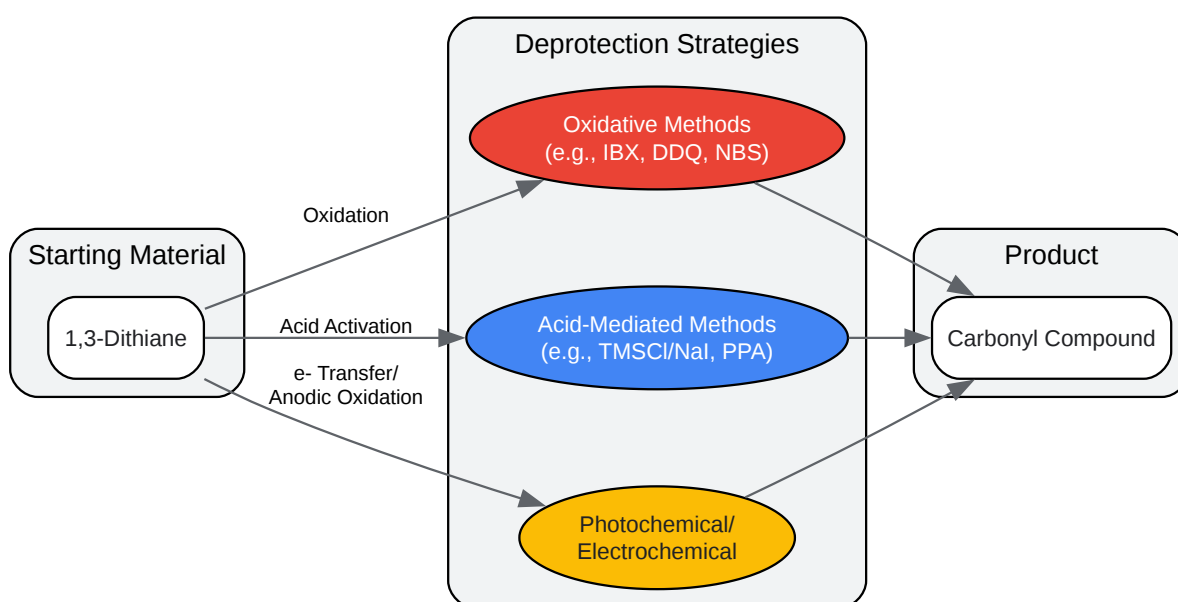 Deprotection Strategies
Oxidative Methods
(e.g., IBX, DDQ, NBS)
Oxidation
Starting Material
1,3-Dithiane
Acid Activation
Acid-Mediated Methods
(e.g., TMSCl/NaI, PPA)
Product
Carbonyl Compound
e- Transfer/
Anodic Oxidation
Photochemical/
Electrochemical